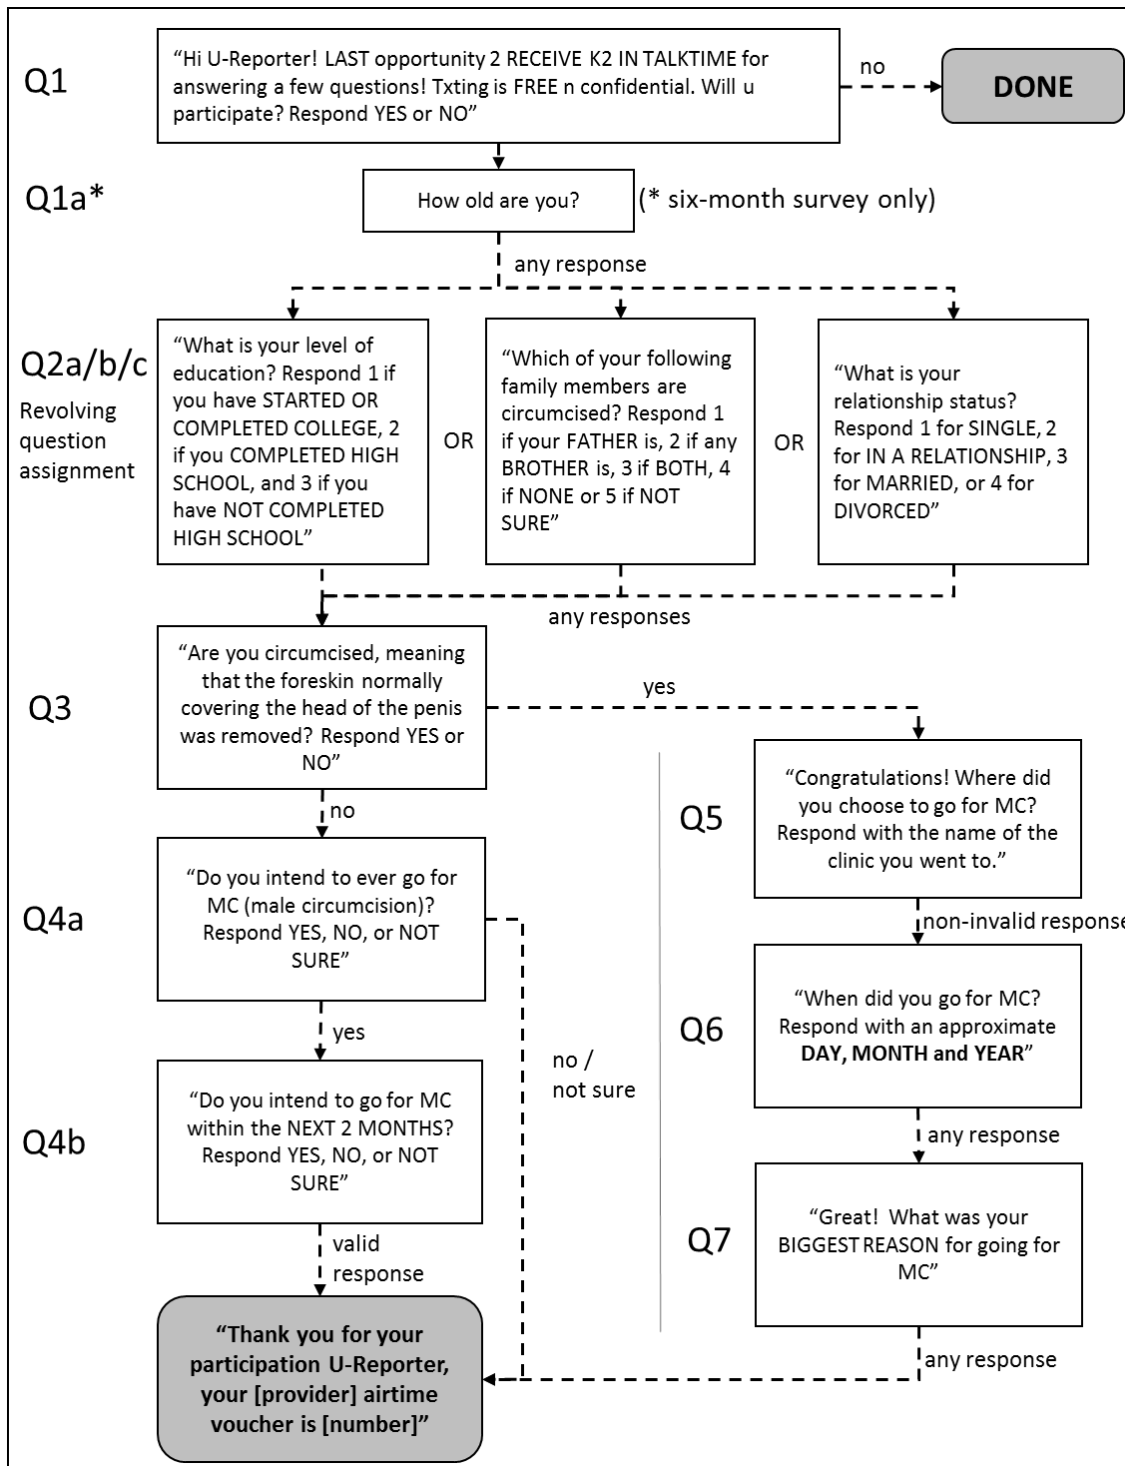 Q1
“Hi U-Reporter! LAST opportunity 2 RECEIVE K2 IN TALKTIME for
answering a few questions! Txting is FREE n confidential. Will u
participate? Respond YES or NO”
no
DONE
Q1a*
How old are you?
(* six-month survey only)
any response
Q2a/b/c
Revolving
question
assignment
“What is your level of
education? Respond 1 if
you have STARTED OR
COMPLETED COLLEGE, 2
if you COMPLETED HIGH
SCHOOL, and 3 if you
have NOT COMPLETED
HIGH SCHOOL”
OR
“Which of your following
family members are
circumcised? Respond 1
if your FATHER is, 2 if any
BROTHER is, 3 if BOTH, 4
if NONE or 5 if NOT
SURE”
OR
“What is your
relationship status?
Respond 1 for SINGLE, 2
for IN A RELATIONSHIP, 3
for MARRIED, or 4 for
DIVORCED”
any responses
Q3
“Are you circumcised, meaning
that the foreskin normally
covering the head of the penis
was removed? Respond YES or
NO”
yes
no
Q4a
“Do you intend to ever go for
MC (male circumcision)?
Respond YES, NO, or NOT
SURE”
yes
no /
not sure
Q4b
“Do you intend to go for MC
within the NEXT 2 MONTHS?
Respond YES, NO, or NOT
SURE”
valid
response
Q5
“Congratulations! Where did
you choose to go for MC?
Respond with the name of the
clinic you went to.”
non-invalid response
Q6
“When did you go for MC?
Respond with an approximate
DAY, MONTH and YEAR”
any response
Q7
“Great! What was your
BIGGEST REASON for going for
MC”
any response
“Thank you for your
participation U-Reporter,
your [provider] airtime
voucher is [number]”